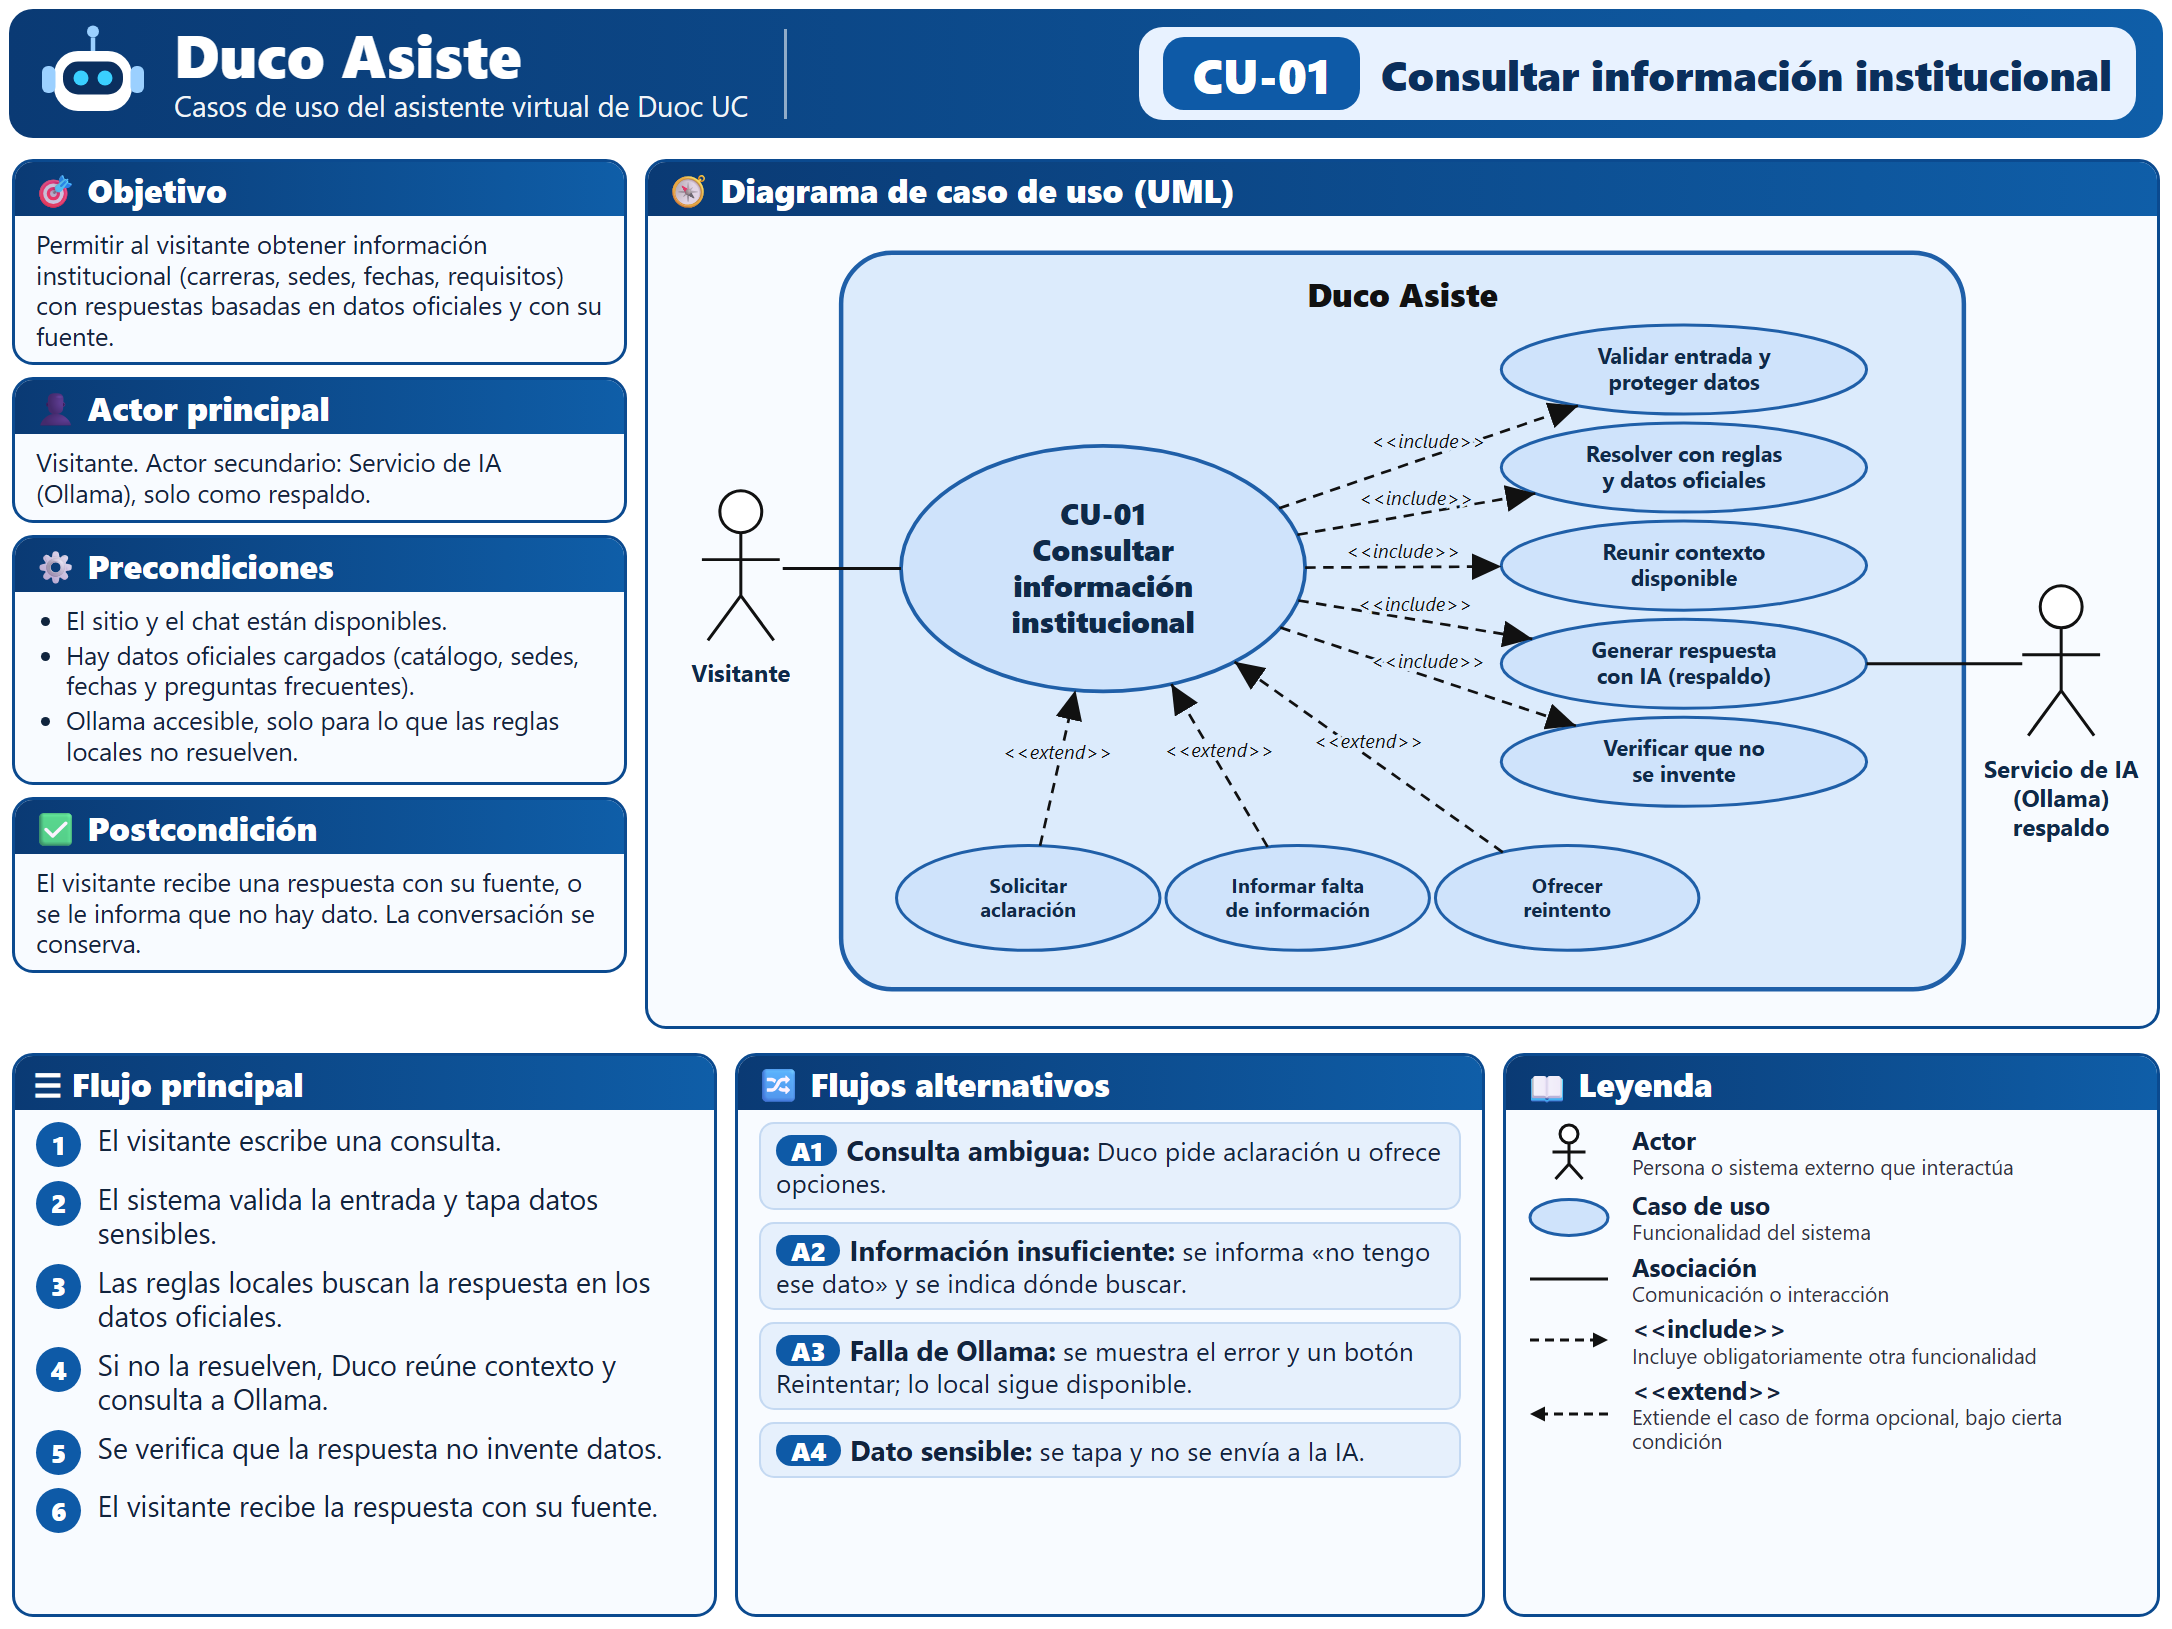 Duco Asiste
Casos de uso del asistente virtual de Duoc UC
CU-01 Consultar información institucional
Objetivo
Permitir al visitante obtener información
institucional (carreras, sedes, fechas, requisitos)
con respuestas basadas en datos oficiales y con su
fuente.
Actor principal
Visitante. Actor secundario: Servicio de IA
(Ollama), solo como respaldo.
Precondiciones
• El sitio y el chat están disponibles.
• Hay datos oficiales cargados (catálogo, sedes,
fechas y preguntas frecuentes).
• Ollama accesible, solo para lo que las reglas
locales no resuelven.
Postcondición
El visitante recibe una respuesta con su fuente, o
se le informa que no hay dato. La conversación se
conserva.
Diagrama de caso de uso (UML)
Duco Asiste
Visitante
CU-01
Consultar
información
institucional
<<include>>
<<include>>
<<include>>
<<include>>
<<include>>
Validar entrada y
proteger datos
Resolver con reglas
y datos oficiales
Reunir contexto
disponible
Generar respuesta
con IA (respaldo)
Verificar que no
se invente
Servicio de IA
(Ollama)
respaldo
<<extend>>
<<extend>>
<<extend>>
Solicitar
aclaración
Informar falta
de información
Ofrecer
reintento
Flujo principal
1 El visitante escribe una consulta.
2 El sistema valida la entrada y tapa datos
sensibles.
3 Las reglas locales buscan la respuesta en los
datos oficiales.
4 Si no la resuelven, Duco reúne contexto y
consulta a Ollama.
5 Se verifica que la respuesta no invente datos.
6 El visitante recibe la respuesta con su fuente.
Flujos alternativos
A1 Consulta ambigua: Duco pide aclaración u ofrece
opciones.
A2 Información insuficiente: se informa «no tengo
ese dato» y se indica dónde buscar.
A3 Falla de Ollama: se muestra el error y un botón
Reintentar; lo local sigue disponible.
A4 Dato sensible: se tapa y no se envía a la IA.
Leyenda
Actor
Persona o sistema externo que interactúa
Caso de uso
Funcionalidad del sistema
Asociación
Comunicación o interacción
<<include>>
Incluye obligatoriamente otra funcionalidad
<<extend>>
Extiende el caso de forma opcional, bajo cierta
condición